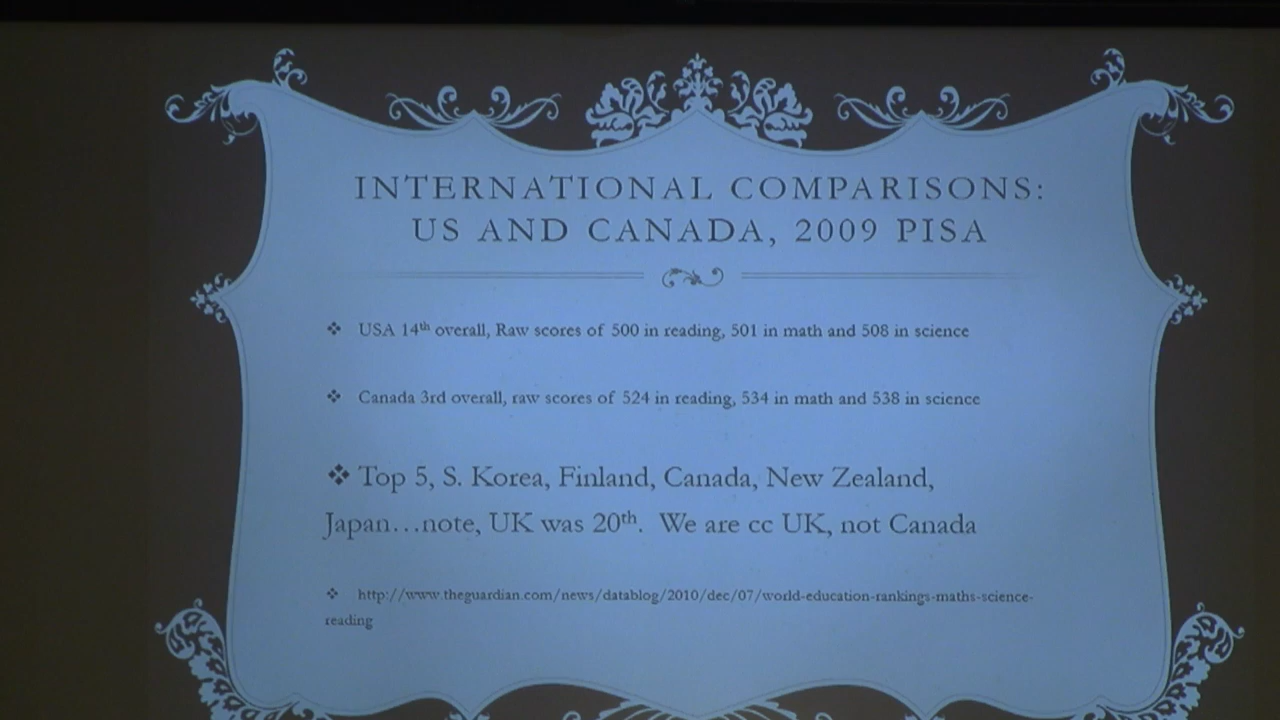 INTERNATIONAL COMPARISONS:
US AND CANADA, 2009 PISA
❖ USA 14th overall, Raw scores of 500 in reading, 501 in math and 508 in science
❖ Canada 3rd overall, raw scores of 524 in reading, 534 in math and 538 in science
❖ Top 5, S. Korea, Finland, Canada, New Zealand,
Japan…note, UK was 20th. We are cc UK, not Canada
❖ http://www.theguardian.com/news/datablog/2010/dec/07/world-education-rankings-maths-science-
reading